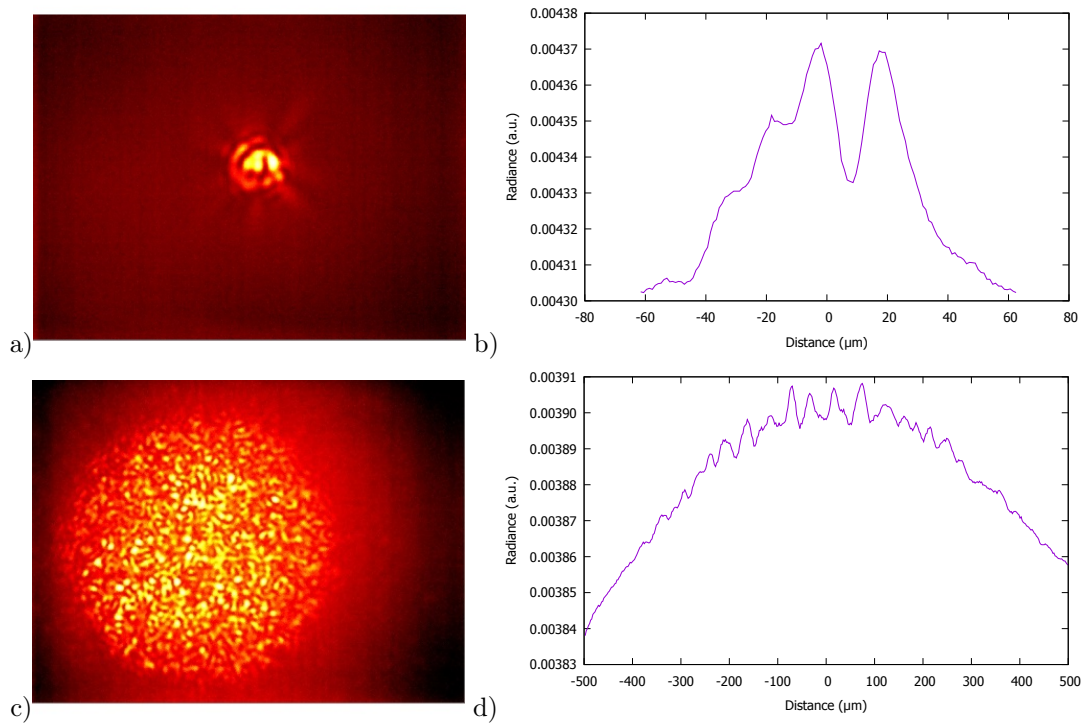 a)
b)
0.00438
0.00437
0.00436
0.00435
0.00434
0.00433
0.00432
0.00431
0.00430
Radiance (a.u.)
-80 -60 -40 -20 0 20 40 60 80
Distance (µm)
c)
d)
0.00391
0.00390
0.00389
0.00388
0.00387
0.00386
0.00385
0.00384
0.00383
Radiance (a.u.)
-500 -400 -300 -200 -100 -0 100 200 300 400 500
Distance (µm)